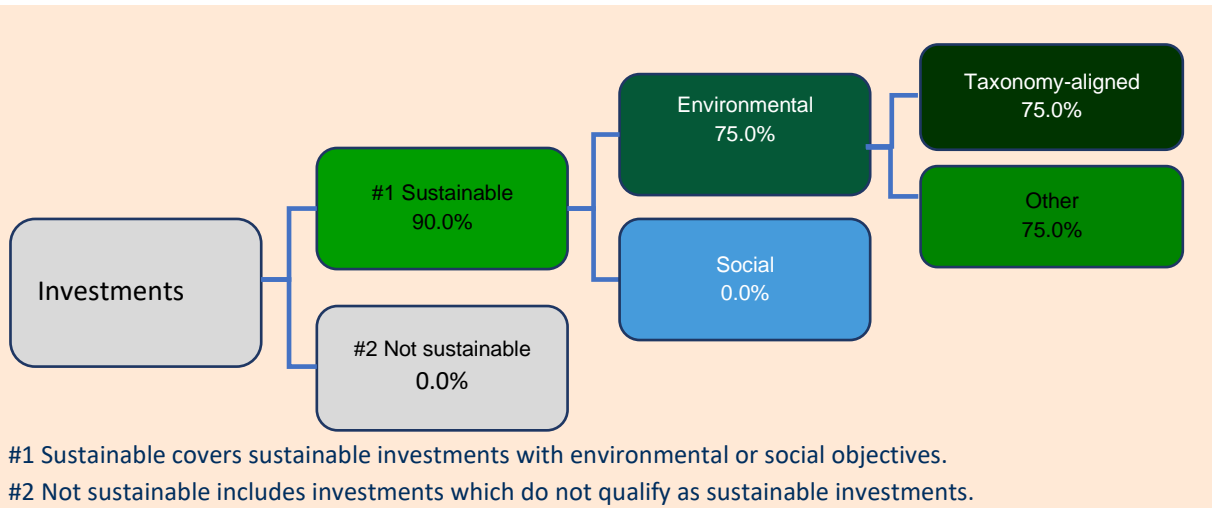 Investments
#1 Sustainable
90.0%
#2 Not sustainable
0.0%
Environmental
75.0%
Social
0.0%
Taxonomy-aligned
75.0%
Other
75.0%
#1 Sustainable covers sustainable investments with environmental or social objectives.
#2 Not sustainable includes investments which do not qualify as sustainable investments.